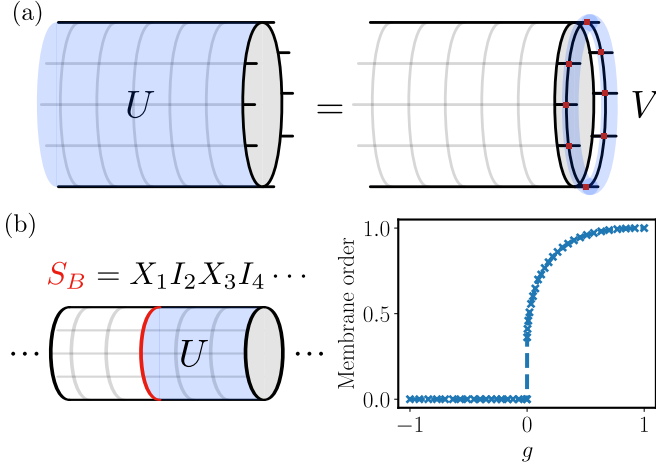 (a)
U = V
(b)
S_B = X_1 I_2 X_3 I_4 ⋯
⋯ U ⋯
Membrane order
1.0
0.5
0.0
−1 0 1
g